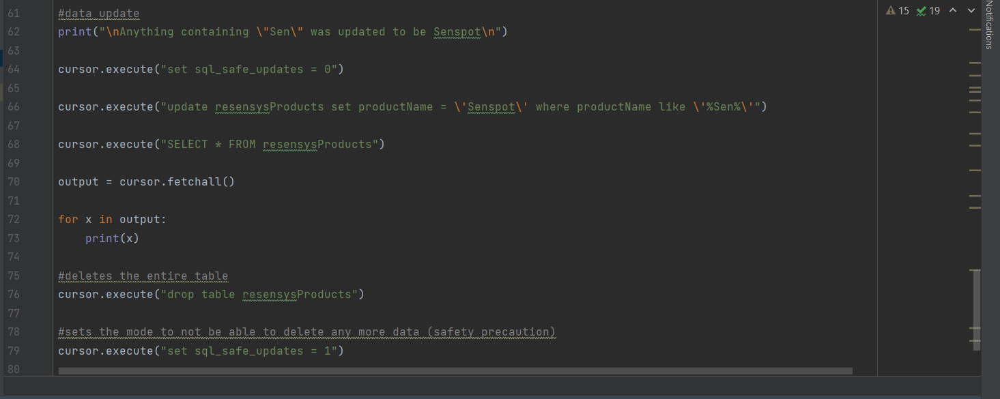 61 #data update
62 print("\nAnything containing \"Sen\" was updated to be Senspot\n")
63
64 cursor.execute("set sql_safe_updates = 0")
65
66 cursor.execute("update resensysProducts set productName = \'Senspot\' where productName like \'%Sen%\'")
67
68 cursor.execute("SELECT * FROM resensysProducts")
69
70 output = cursor.fetchall()
71
72 for x in output:
73     print(x)
74
75 #deletes the entire table
76 cursor.execute("drop table resensysProducts")
77
78 #sets the mode to not be able to delete any more data (safety precaution)
79 cursor.execute("set sql_safe_updates = 1")
80
15 19
Notifications